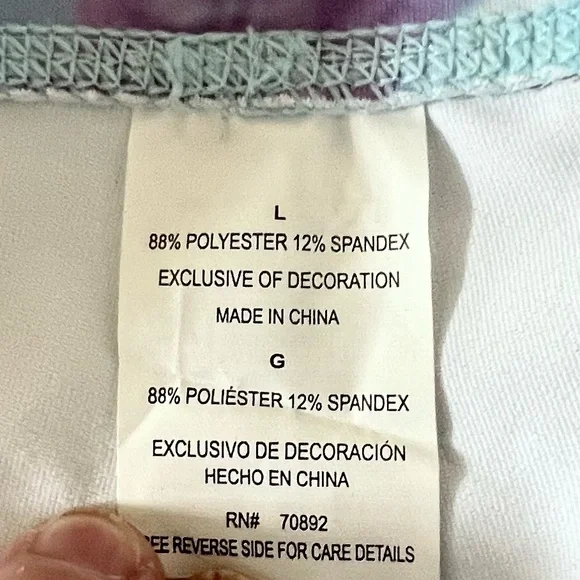 L
88% POLYESTER 12% SPANDEX
EXCLUSIVE OF DECORATION
MADE IN CHINA
G
88% POLIÉSTER 12% SPANDEX
EXCLUSIVO DE DECORACIÓN
HECHO EN CHINA
RN# 70892
REVERSE SIDE FOR CARE DETAILS